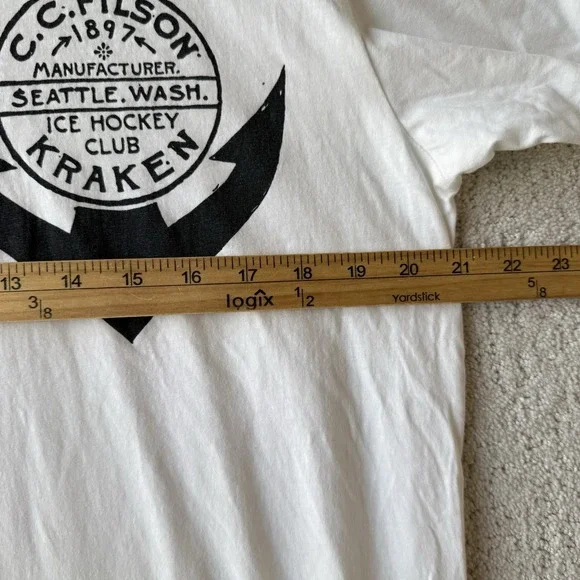 C.C. FILSON
1897
MANUFACTURER.
SEATTLE. WASH.
ICE HOCKEY
CLUB
KRAKEN
13 14 15 16 17 18 19 20 21 22 23
3/8 logix 1/2 Yardstick 5/8